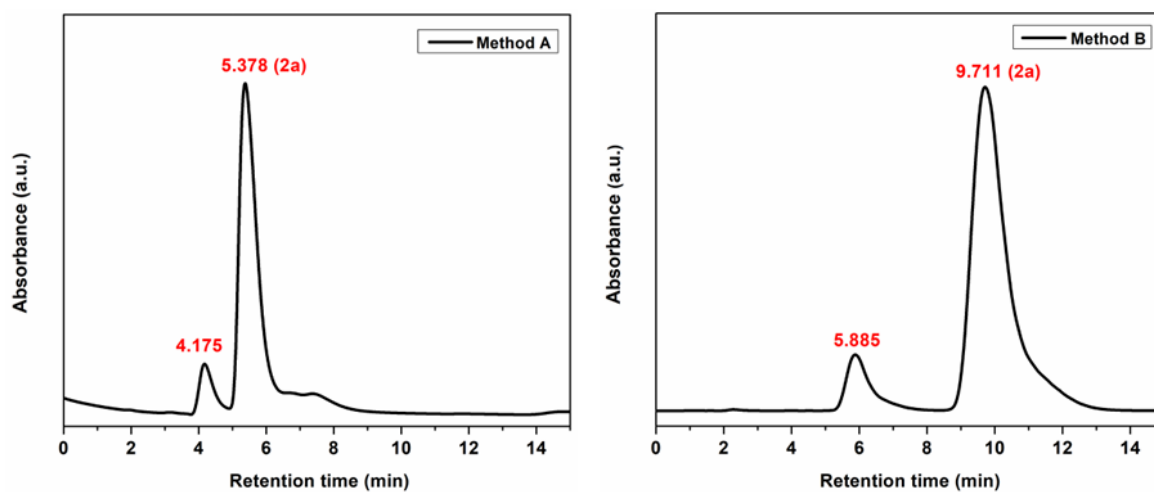 Method A
5.378 (2a)
4.175
Absorbance (a.u.)
0 2 4 6 8 10 12 14
Retention time (min)
Method B
9.711 (2a)
5.885
Absorbance (a.u.)
0 2 4 6 8 10 12 14
Retention time (min)